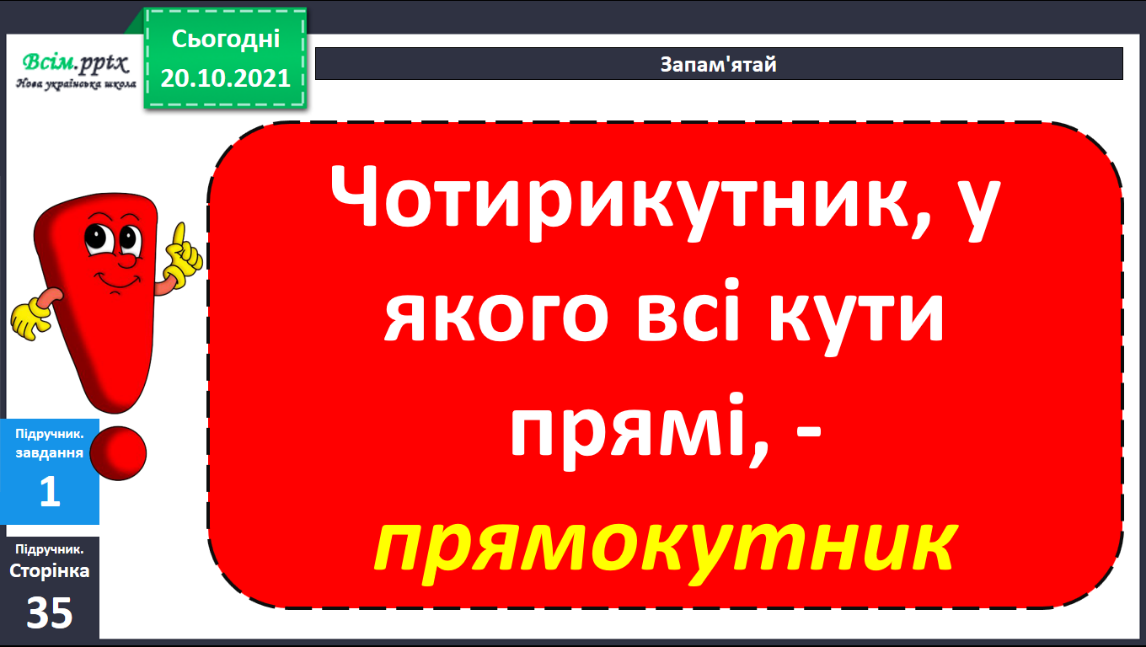 Всім.pptx
Нова українська школа
Сьогодні
20.10.2021
Запам'ятай
Чотирикутник, у
якого всі кути
прямі, -
прямокутник
Підручник.
завдання
1
Підручник.
Сторінка
35